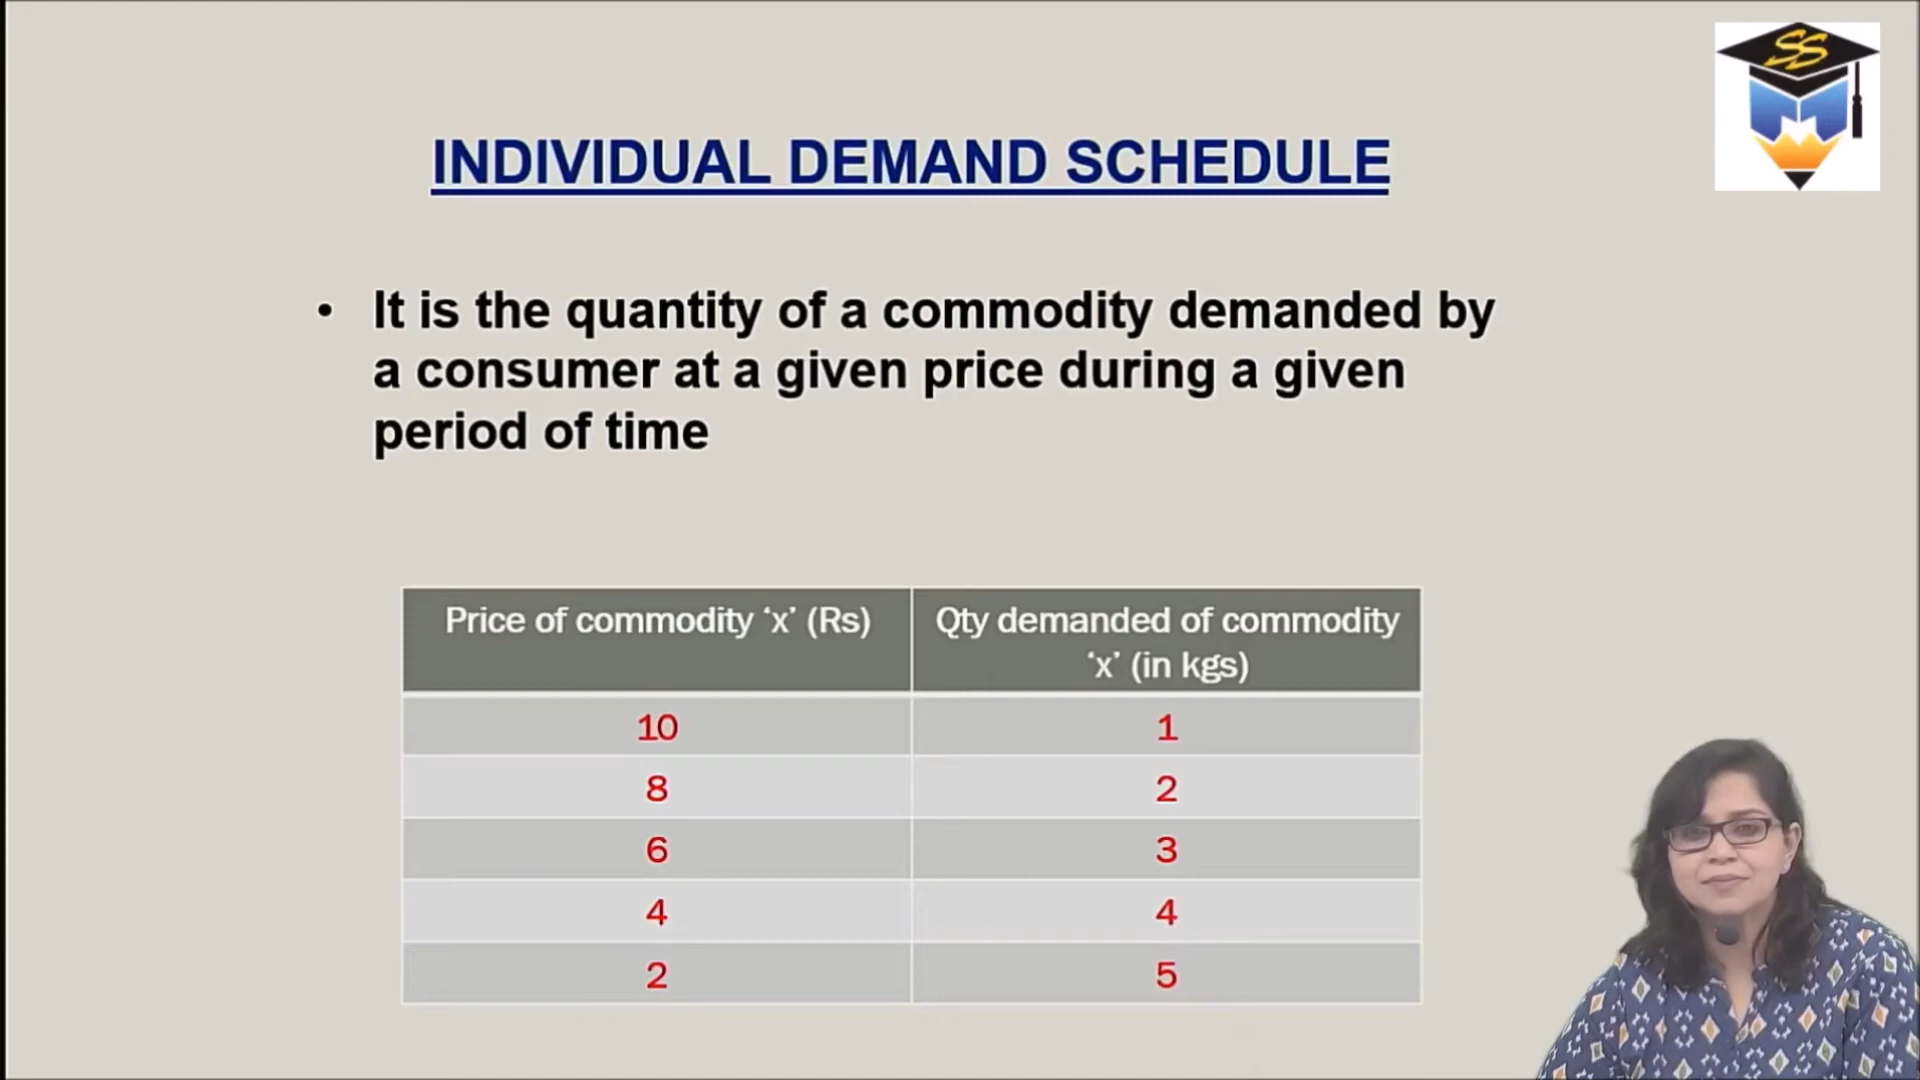 SS
INDIVIDUAL DEMAND SCHEDULE
• It is the quantity of a commodity demanded by
a consumer at a given price during a given
period of time
Price of commodity ‘x’ (Rs) Qty demanded of commodity
‘x’ (in kgs)
10 1
8 2
6 3
4 4
2 5